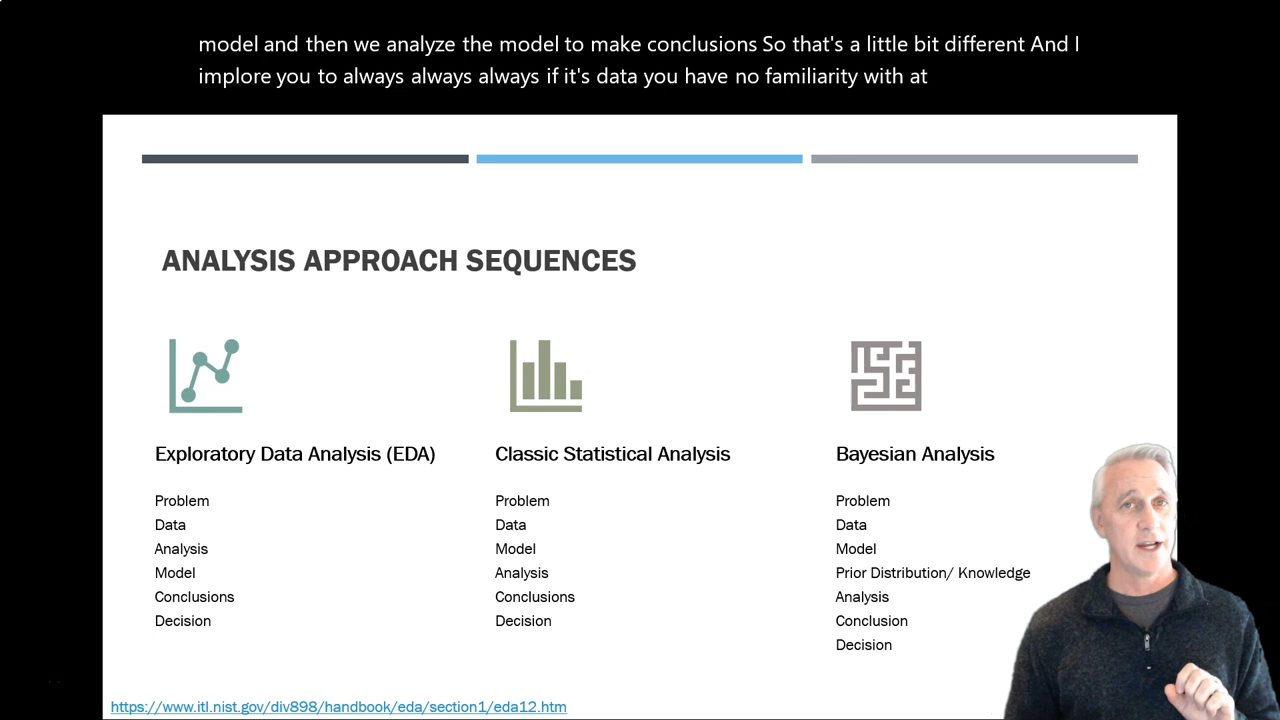 model and then we analyze the model to make conclusions So that's a little bit different And I
implore you to always always always if it's data you have no familiarity with at
ANALYSIS APPROACH SEQUENCES
Exploratory Data Analysis (EDA)
Problem
Data
Analysis
Model
Conclusions
Decision
Classic Statistical Analysis
Problem
Data
Model
Analysis
Conclusions
Decision
Bayesian Analysis
Problem
Data
Model
Prior Distribution/ Knowledge
Analysis
Conclusion
Decision
https://www.itl.nist.gov/div898/handbook/eda/section1/eda12.htm